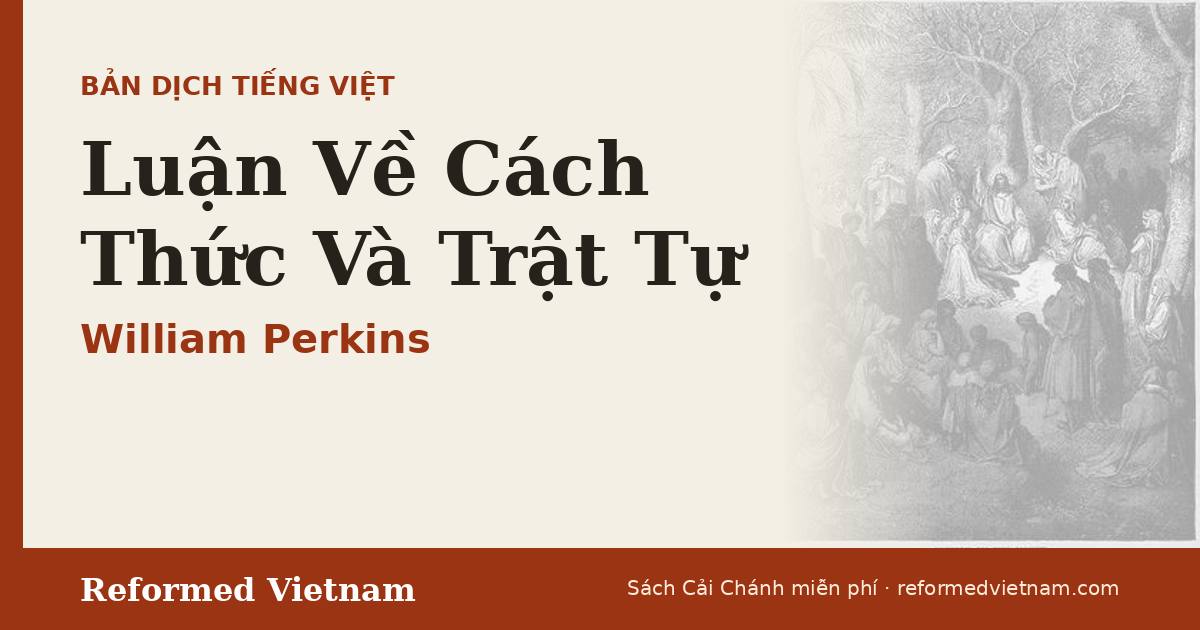 BẢN DỊCH TIẾNG VIỆT
Luận Về Cách
Thức Và Trật Tự
William Perkins
Reformed Vietnam
Sách Cải Chánh miễn phí · reformedvietnam.com